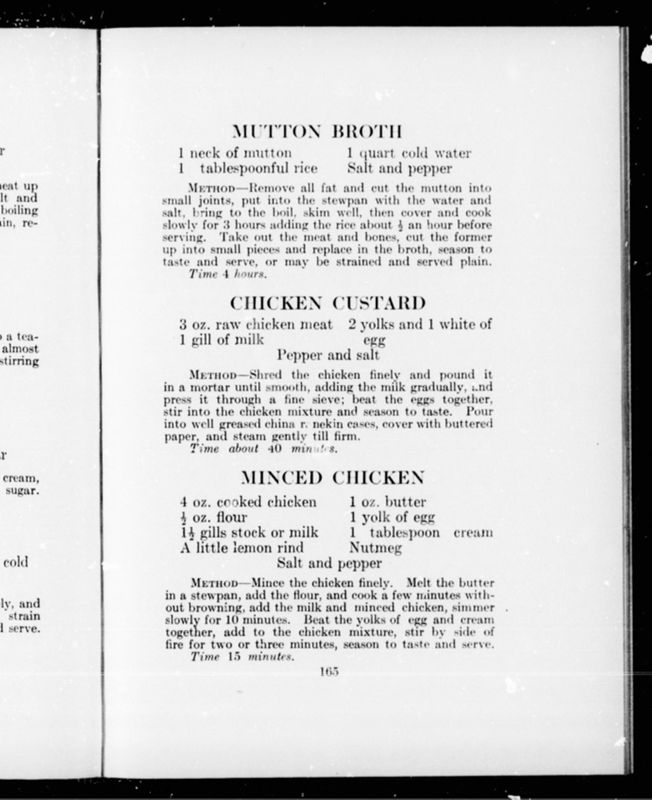 r
eat up
lt and
boiling
in, re-
o a tea-
almost
stirring
r
cream,
sugar.
cold
ly, and
strain
serve.
MUTTON BROTH
1 neck of mutton 1 quart cold water
1 tablespoonful rice Salt and pepper
METHOD—Remove all fat and cut the mutton into
small joints, put into the stewpan with the water and
salt, bring to the boil, skim well, then cover and cook
slowly for 3 hours adding the rice about ½ an hour before
serving. Take out the meat and bones, cut the former
up into small pieces and replace in the broth, season to
taste and serve, or may be strained and served plain.
Time 4 hours.
CHICKEN CUSTARD
3 oz. raw chicken meat 2 yolks and 1 white of
1 gill of milk egg
Pepper and salt
METHOD—Shred the chicken finely and pound it
in a mortar until smooth, adding the milk gradually, and
press it through a fine sieve; beat the eggs together,
stir into the chicken mixture and season to taste. Pour
into well greased china r. nekin cases, cover with buttered
paper, and steam gently till firm.
Time about 40 minutes.
MINCED CHICKEN
4 oz. cooked chicken 1 oz. butter
½ oz. flour 1 yolk of egg
1½ gills stock or milk 1 tablespoon cream
A little lemon rind Nutmeg
Salt and pepper
METHOD—Mince the chicken finely. Melt the butter
in a stewpan, add the flour, and cook a few minutes with-
out browning, add the milk and minced chicken, simmer
slowly for 10 minutes. Beat the yolks of egg and cream
together, add to the chicken mixture, stir by side of
fire for two or three minutes, season to taste and serve.
Time 15 minutes.
165